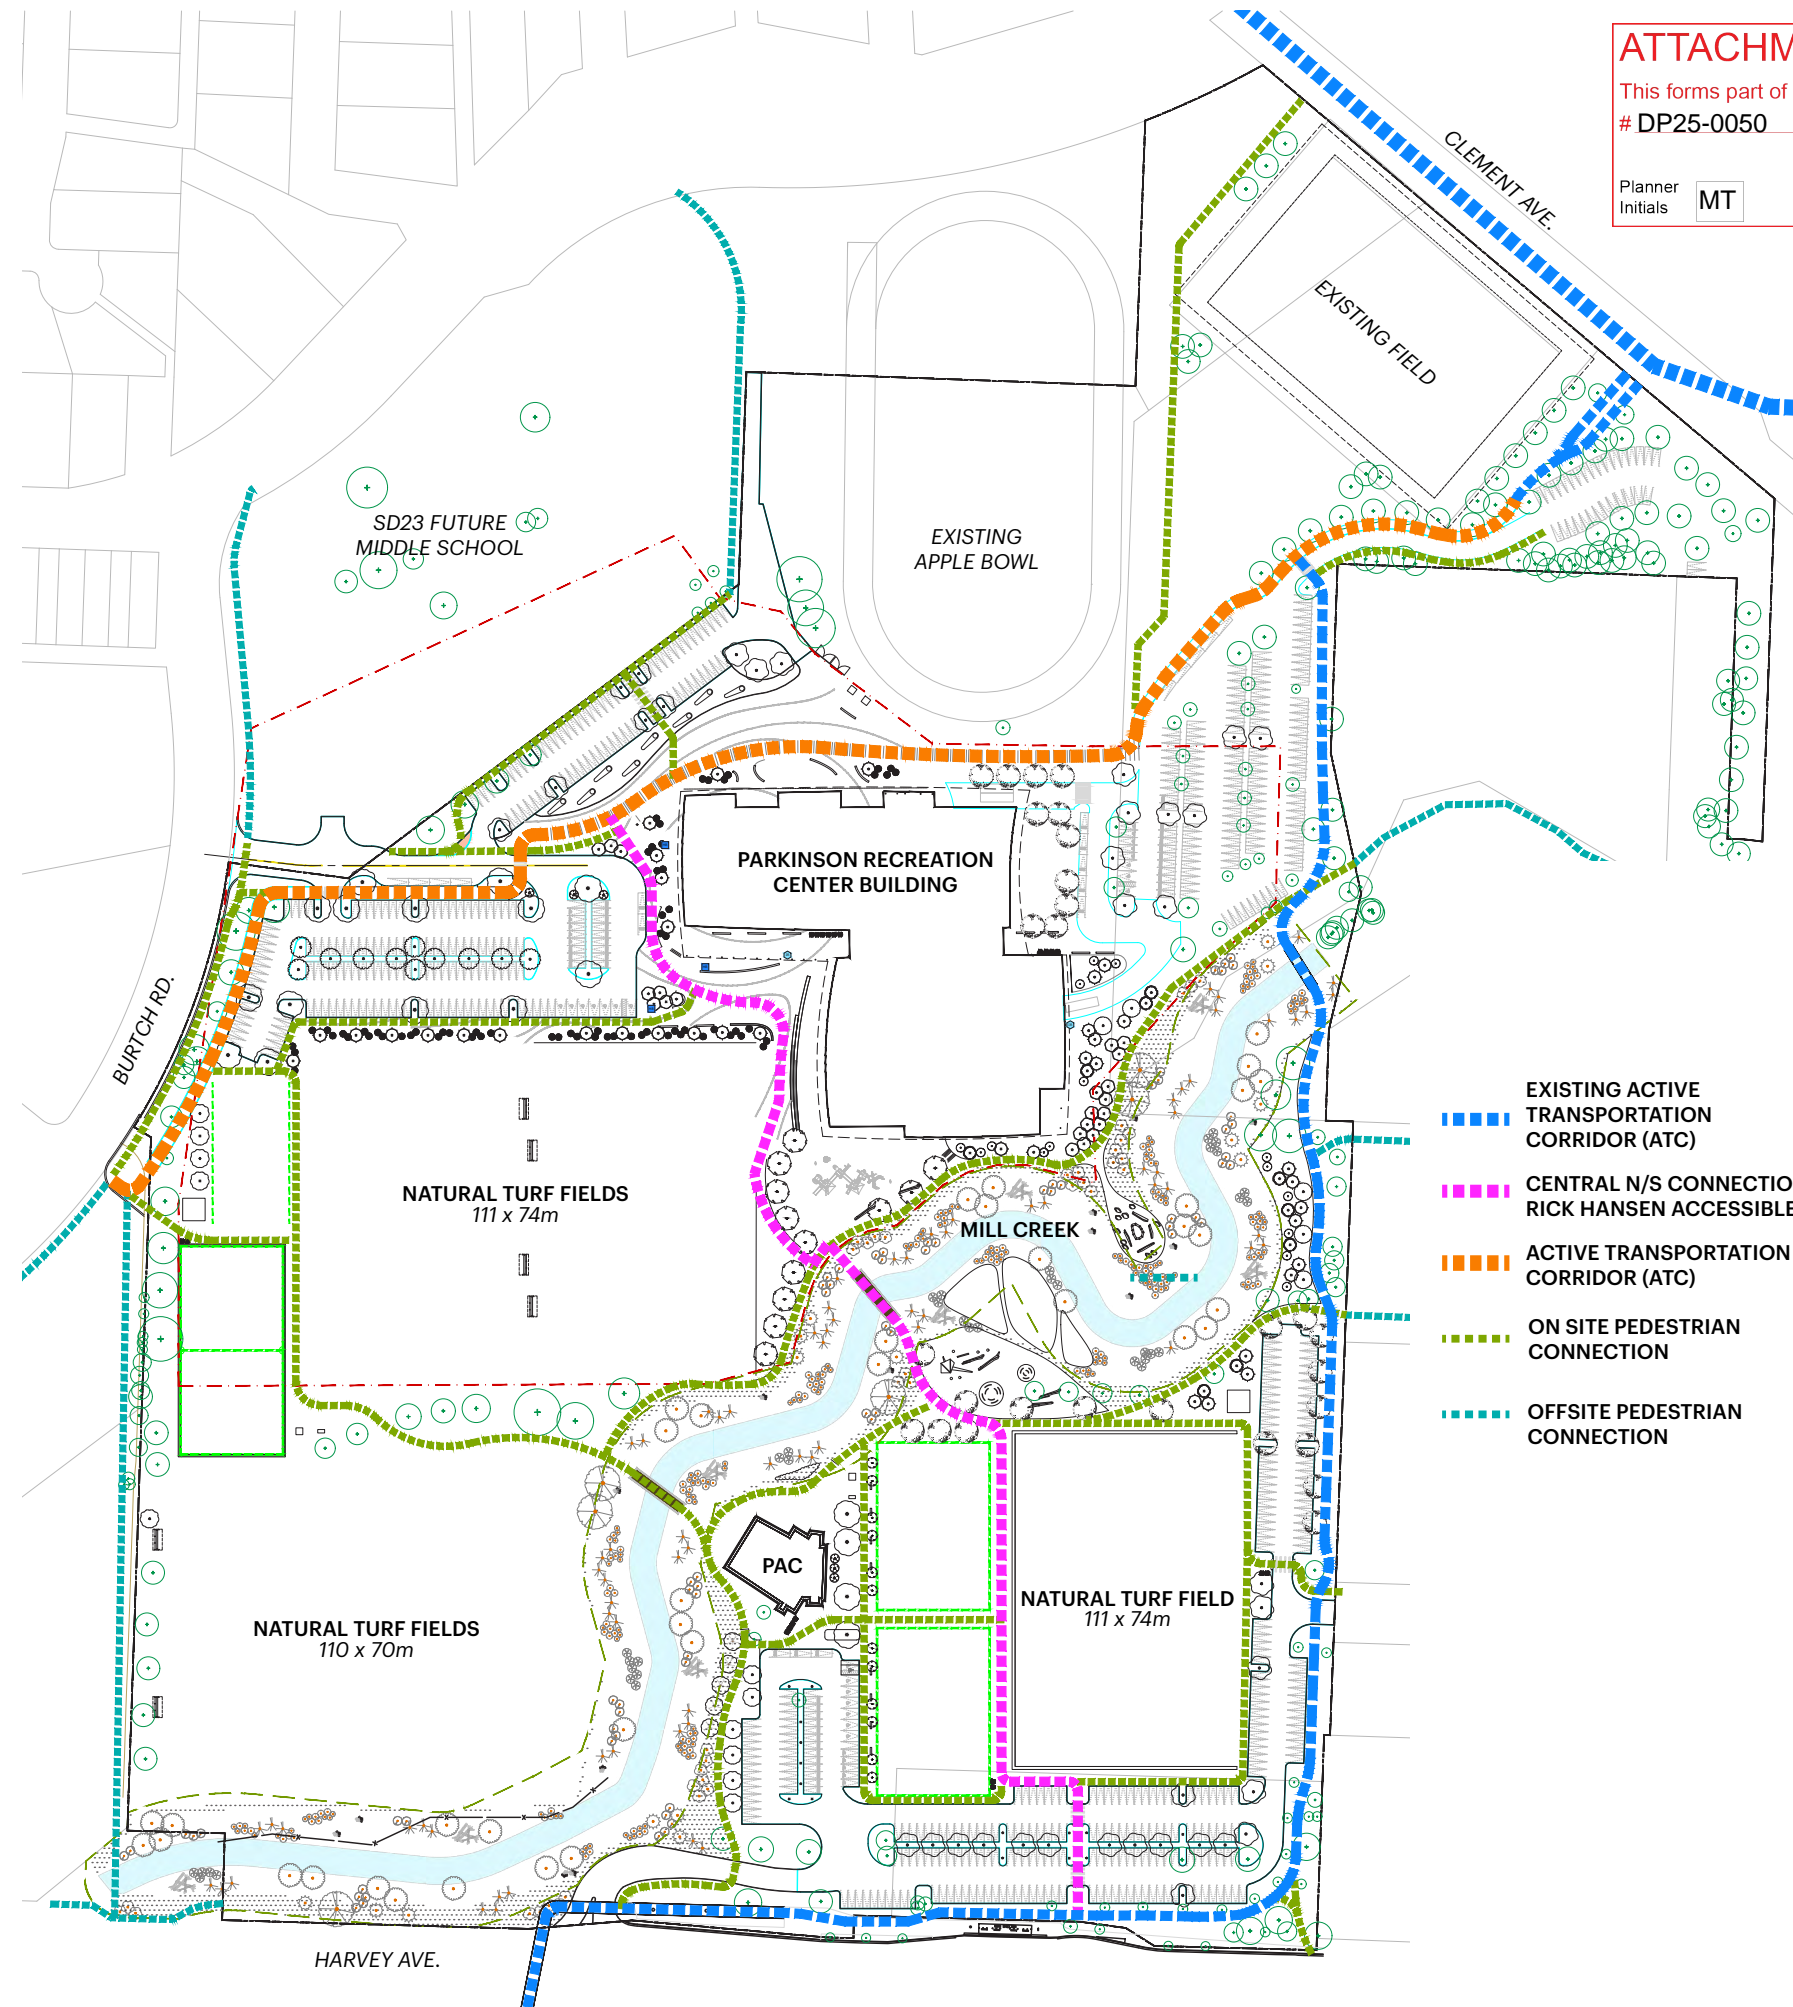 ATTACHM
This forms part of
# DP25-0050
Planner
Initials
MT
CLEMENT AVE.
EXISTING FIELD
SD23 FUTURE
MIDDLE SCHOOL
EXISTING
APPLE BOWL
PARKINSON RECREATION
CENTER BUILDING
BURTCH RD.
NATURAL TURF FIELDS
111 x 74m
MILL CREEK
EXISTING ACTIVE
TRANSPORTATION
CORRIDOR (ATC)
CENTRAL N/S CONNECTIO
RICK HANSEN ACCESSIBLE
ACTIVE TRANSPORTATION
CORRIDOR (ATC)
ON SITE PEDESTRIAN
CONNECTION
OFFSITE PEDESTRIAN
CONNECTION
PAC
NATURAL TURF FIELD
111 x 74m
NATURAL TURF FIELDS
110 x 70m
HARVEY AVE.